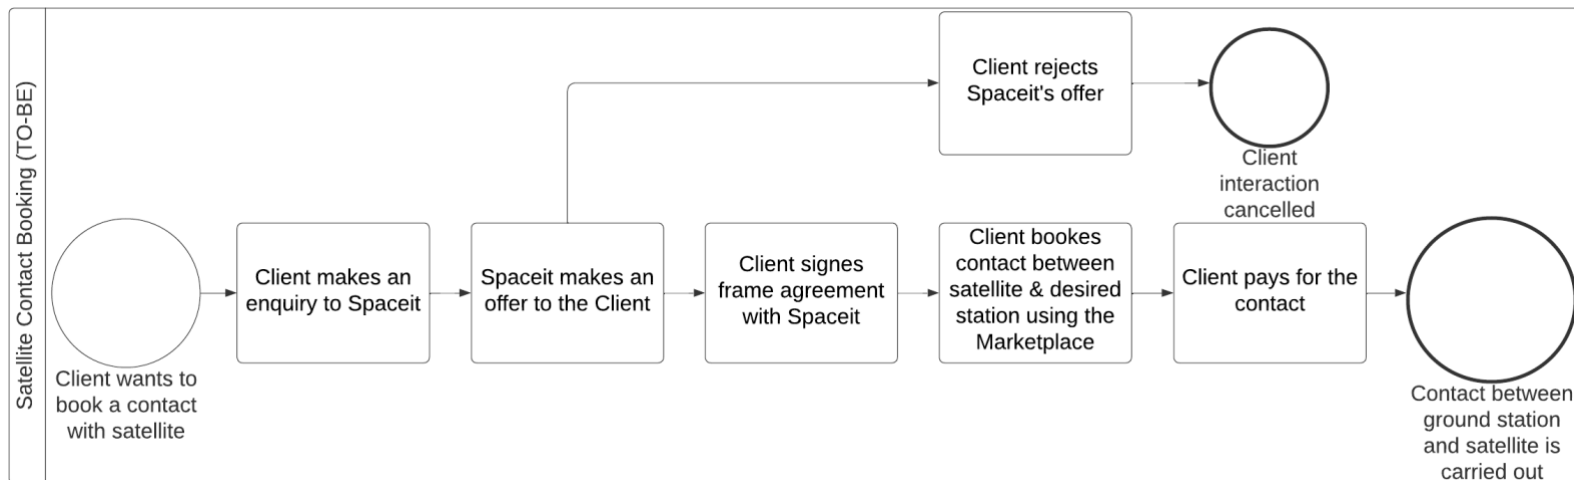 Satellite Contact Booking (TO-BE)
Client wants to
book a contact
with satellite
Client makes an
enquiry to Spaceit
Spaceit makes an
offer to the Client
Client rejects
Spaceit's offer
Client
interaction
cancelled
Client signes
frame agreement
with Spaceit
Client bookes
contact between
satellite & desired
station using the
Marketplace
Client pays for the
contact
Contact between
ground station
and satellite is
carried out